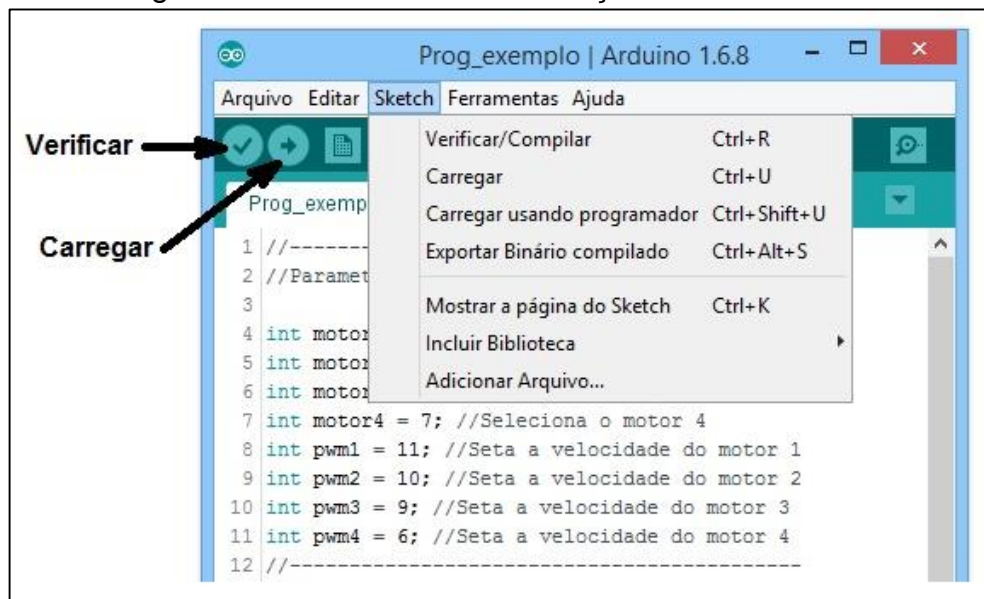 Prog_exemplo | Arduino 1.6.8
Arquivo Editar Sketch Ferramentas Ajuda
Verificar
Carregar
Verificar/Compilar Ctrl+R
Carregar Ctrl+U
Carregar usando programador Ctrl+Shift+U
Exportar Binário compilado Ctrl+Alt+S
Mostrar a página do Sketch Ctrl+K
Incluir Biblioteca
Adicionar Arquivo...
Prog_exemp
1 //-------
2 //Paramet
3
4 int motor
5 int motor
6 int motor
7 int motor4 = 7; //Seleciona o motor 4
8 int pwm1 = 11; //Seta a velocidade do motor 1
9 int pwm2 = 10; //Seta a velocidade do motor 2
10 int pwm3 = 9; //Seta a velocidade do motor 3
11 int pwm4 = 6; //Seta a velocidade do motor 4
12 //------------------------------------------